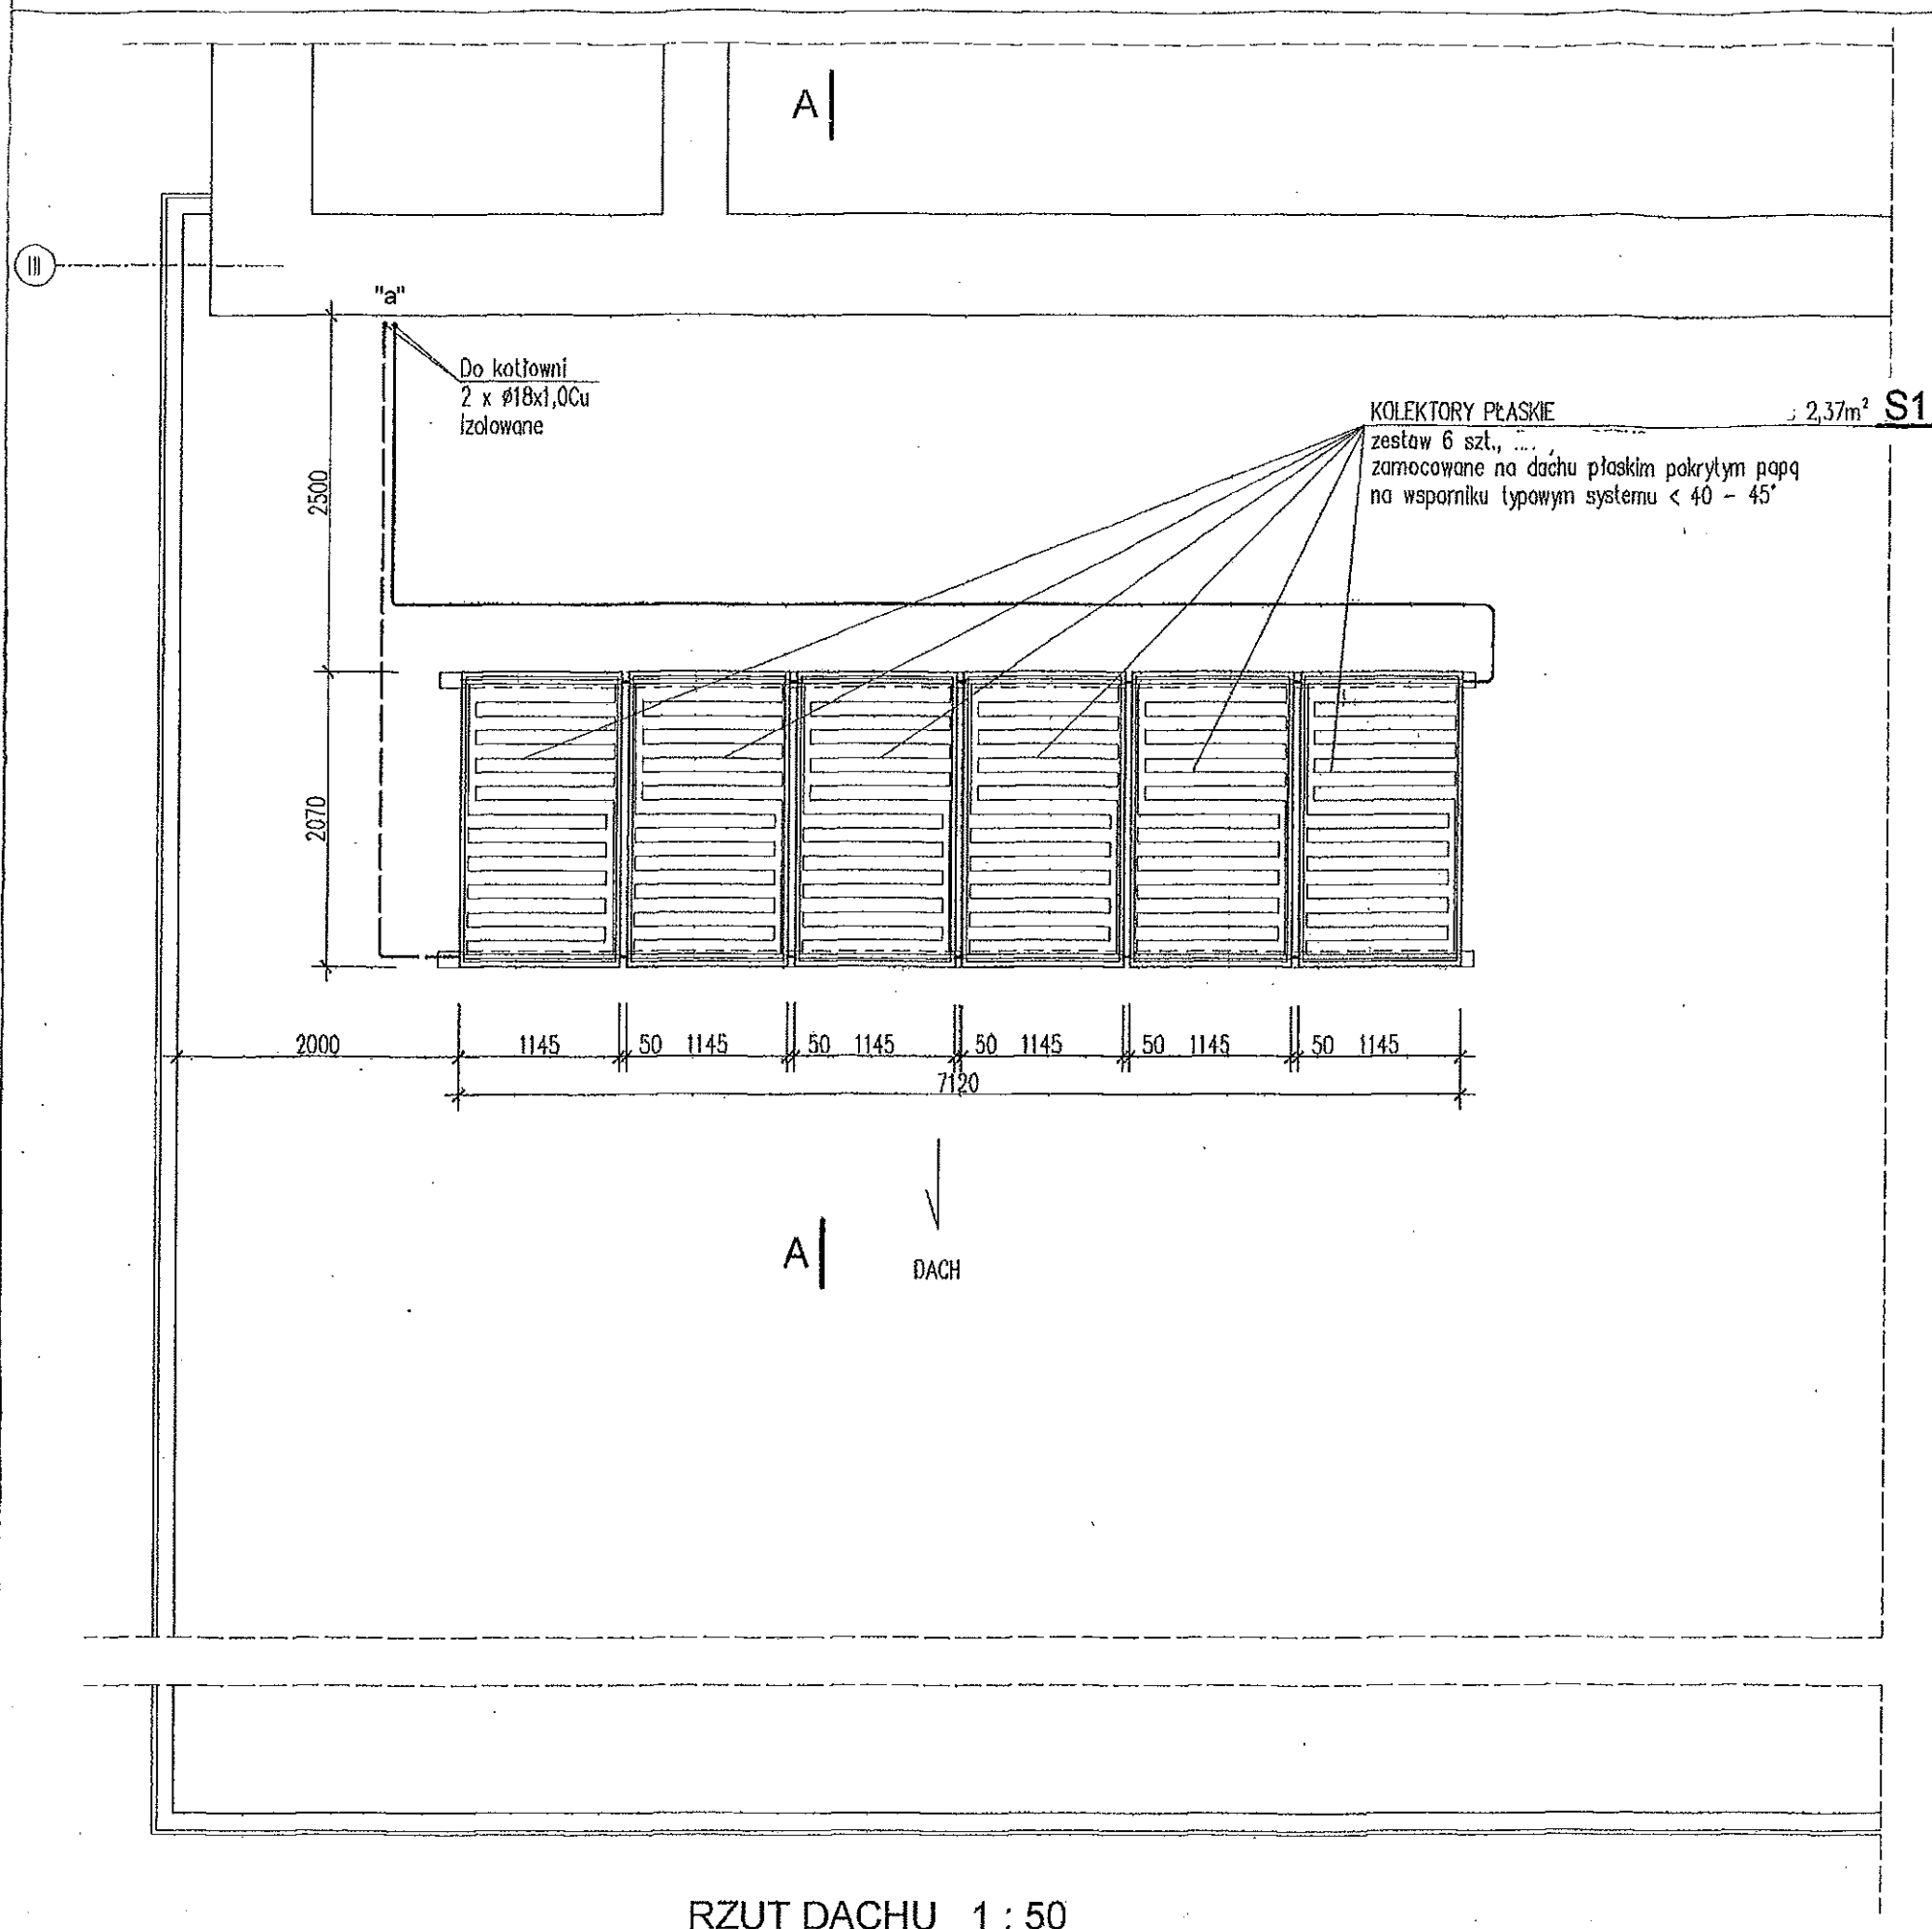 A
III
"a"
Do kotłowni
2 x ø18x1,0Cu
Izolowane
KOLEKTORY PŁASKIE 2,37m² S1
zestaw 6 szt.,
zamocowane na dachu płaskim pokrytym papą
na wsporniku typowym systemu < 40 - 45°
2500
2070
2000 1145 50 1145 50 1145 50 1145 50 1145 50 1145
7120
A
DACH
RZUT DACHU 1 : 50